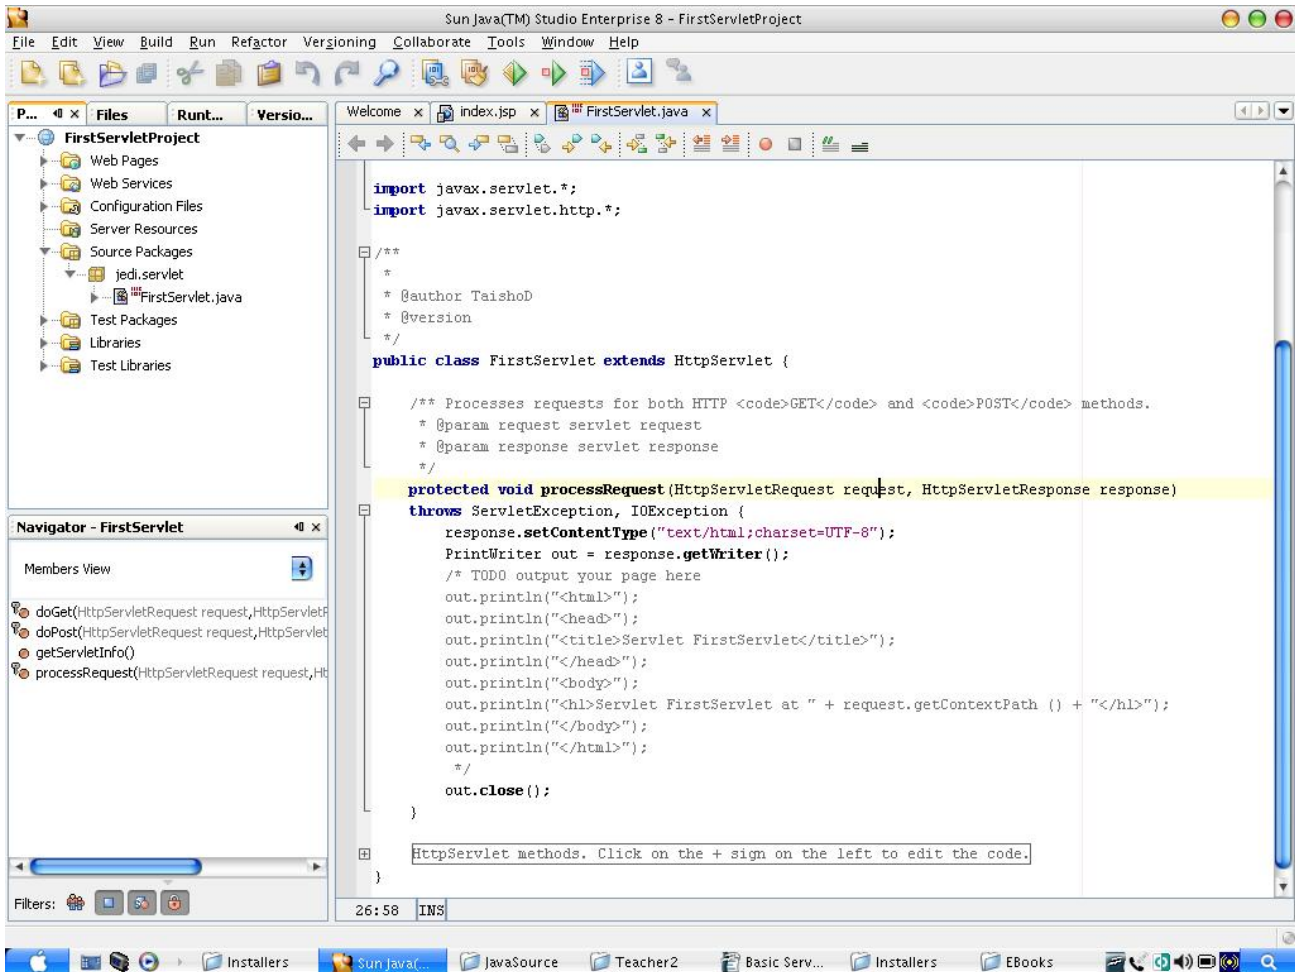 Sun Java(TM) Studio Enterprise 8 - FirstServletProject
File Edit View Build Run Refactor Versioning Collaborate Tools Window Help
P... Files Runt... Versio...
FirstServletProject
Web Pages
Web Services
Configuration Files
Server Resources
Source Packages
jedi.servlet
FirstServlet.java
Test Packages
Libraries
Test Libraries
Navigator - FirstServlet
Members View
doGet(HttpServletRequest request,HttpServletR
doPost(HttpServletRequest request,HttpServlet
getServletInfo()
processRequest(HttpServletRequest request,Ht
Filters:
Welcome index.jsp FirstServlet.java
import javax.servlet.*;
import javax.servlet.http.*;
/**
*
* @author TaishoD
* @version
*/
public class FirstServlet extends HttpServlet {
/** Processes requests for both HTTP <code>GET</code> and <code>POST</code> methods.
* @param request servlet request
* @param response servlet response
*/
protected void processRequest(HttpServletRequest request, HttpServletResponse response)
throws ServletException, IOException {
response.setContentType("text/html;charset=UTF-8");
PrintWriter out = response.getWriter();
/* TODO output your page here
out.println("<html>");
out.println("<head>");
out.println("<title>Servlet FirstServlet</title>");
out.println("</head>");
out.println("<body>");
out.println("<h1>Servlet FirstServlet at " + request.getContextPath () + "</h1>");
out.println("</body>");
out.println("</html>");
*/
out.close();
}
HttpServlet methods. Click on the + sign on the left to edit the code.
}
26:58 INS
Installers Sun Java(... JavaSource Teacher2 Basic Serv... Installers EBooks